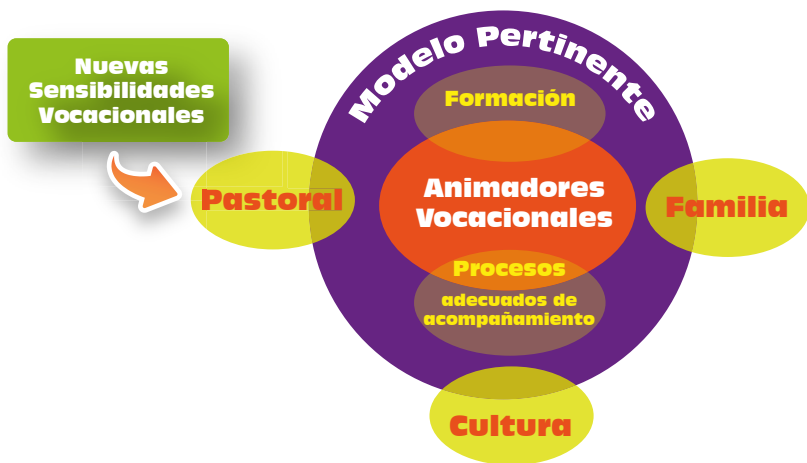 Nuevas
Sensibilidades
Vocacionales
Modelo Pertinente
Formación
Pastoral
Animadores
Vocacionales
Familia
Procesos
adecuados de
acompañamiento
Cultura